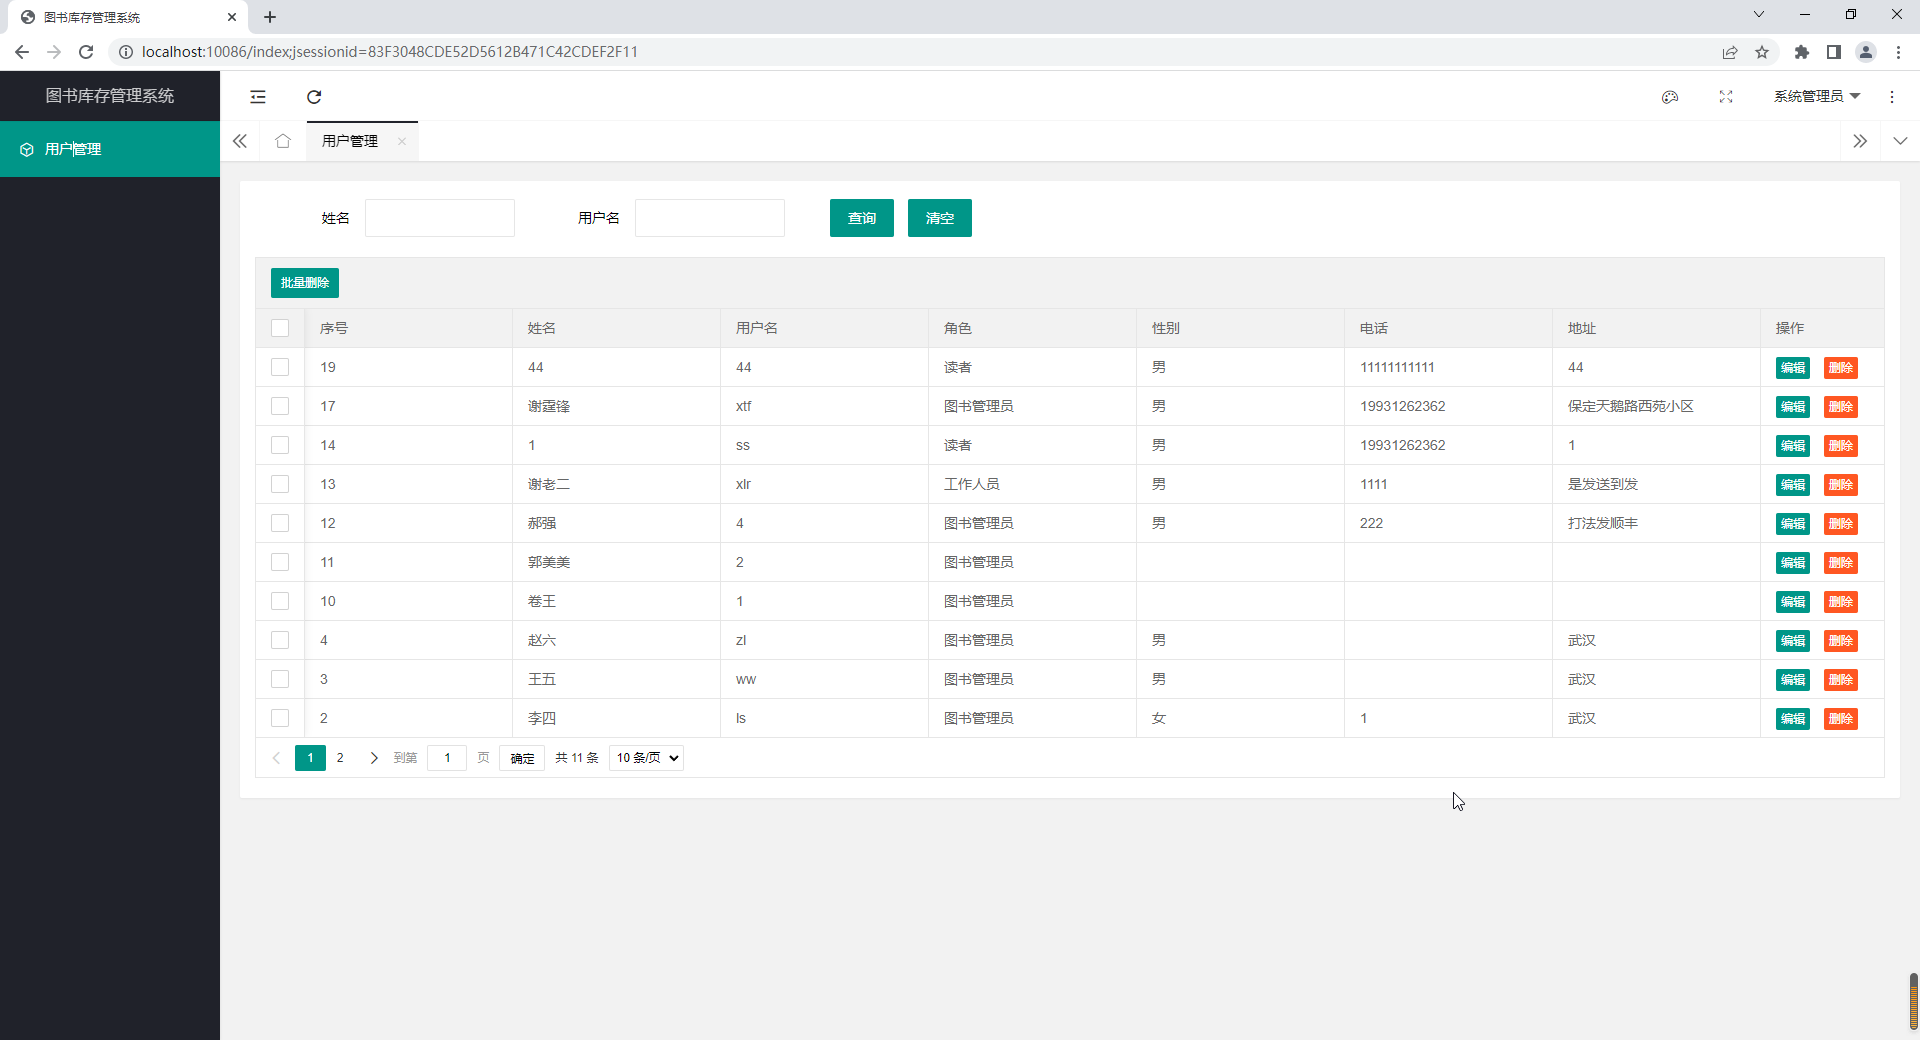 图书库存管理系统
localhost:10086/index;jsessionid=83F3048CDE52D5612B471C42CDEF2F11
图书库存管理系统
系统管理员
用户管理
用户管理
姓名 用户名 查询 清空
批量删除
序号 姓名 用户名 角色 性别 电话 地址 操作
19 44 44 读者 男 11111111111 44 编辑 删除
17 谢霆锋 xtf 图书管理员 男 19931262362 保定天鹅路西苑小区 编辑 删除
14 1 ss 读者 男 19931262362 1 编辑 删除
13 谢老二 xlr 工作人员 男 1111 是发送到发 编辑 删除
12 郝强 4 图书管理员 男 222 打法发顺丰 编辑 删除
11 郭美美 2 图书管理员 编辑 删除
10 卷王 1 图书管理员 编辑 删除
4 赵六 zl 图书管理员 男 武汉 编辑 删除
3 王五 ww 图书管理员 男 武汉 编辑 删除
2 李四 ls 图书管理员 女 1 武汉 编辑 删除
1 2 到第 1 页 确定 共 11 条 10 条/页